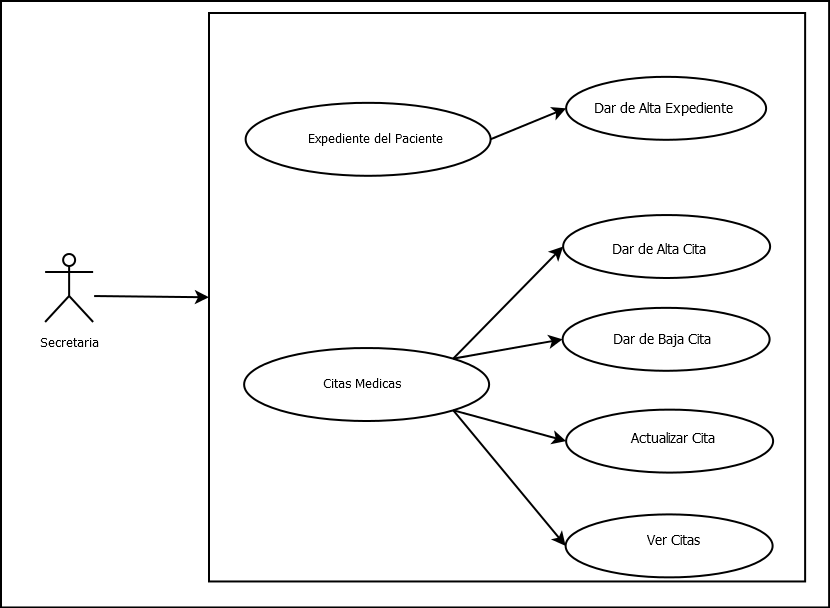 Dar de Alta Expediente
Expediente del Paciente
Dar de Alta Cita
Secretaria
Dar de Baja Cita
Citas Medicas
Actualizar Cita
Ver Citas